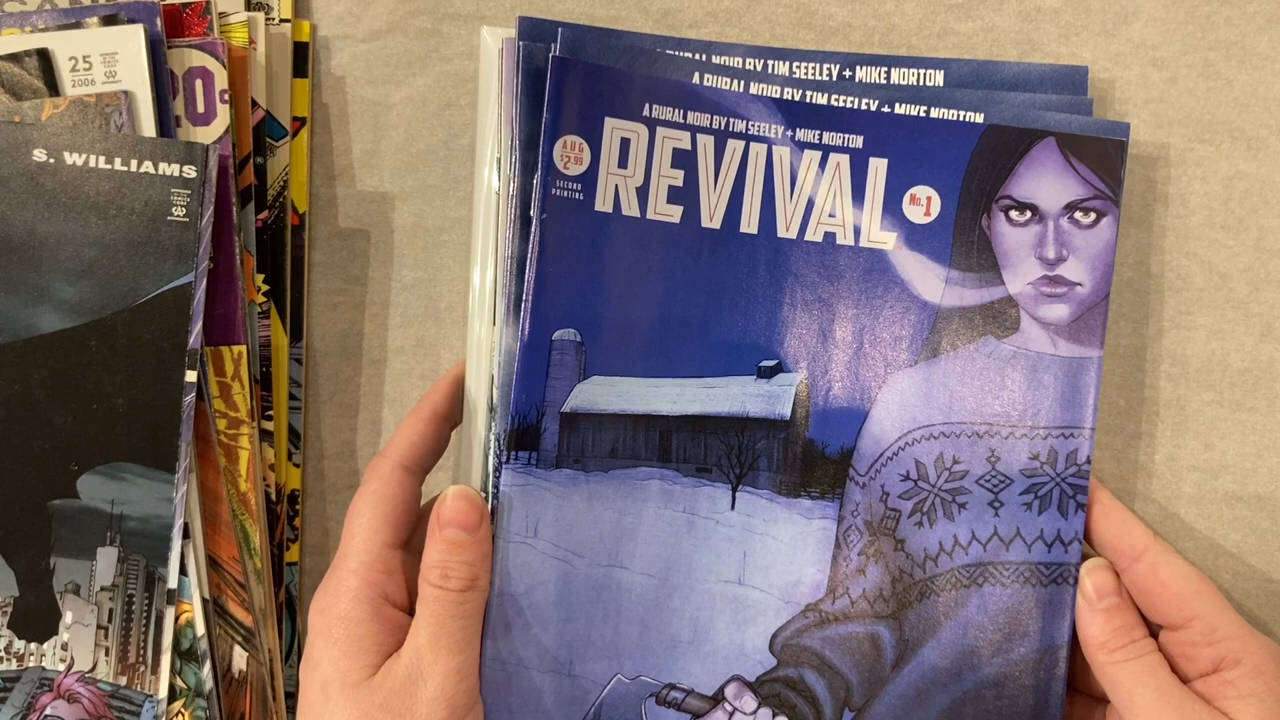 25
2006
20
S. WILLIAMS
NOIR BY TIM SEELEY + MIKE NORTON
A RURAL NOIR BY TIM SEELEY + MIKE NORTON
A RURAL NOIR BY TIM SEELEY + MIKE NORTON
AUG
$2.99
SECOND
PRINTING
REVIVAL
No. 1